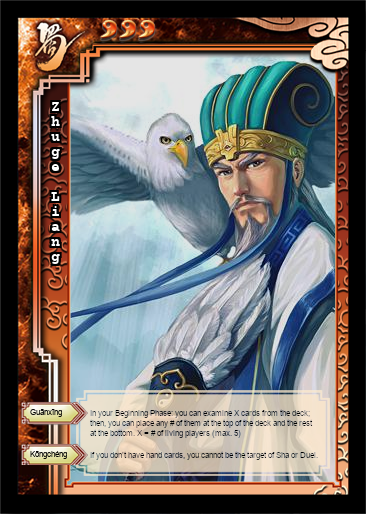 蜀
Zhuge Liang
Guānxīng
In your Beginning Phase: you can examine X cards from the deck;
then, you can place any # of them at the top of the deck and the rest
at the bottom. X = # of living players (max. 5)
Kōngchéng
If you don't have hand cards, you cannot be the target of Sha or Duel.